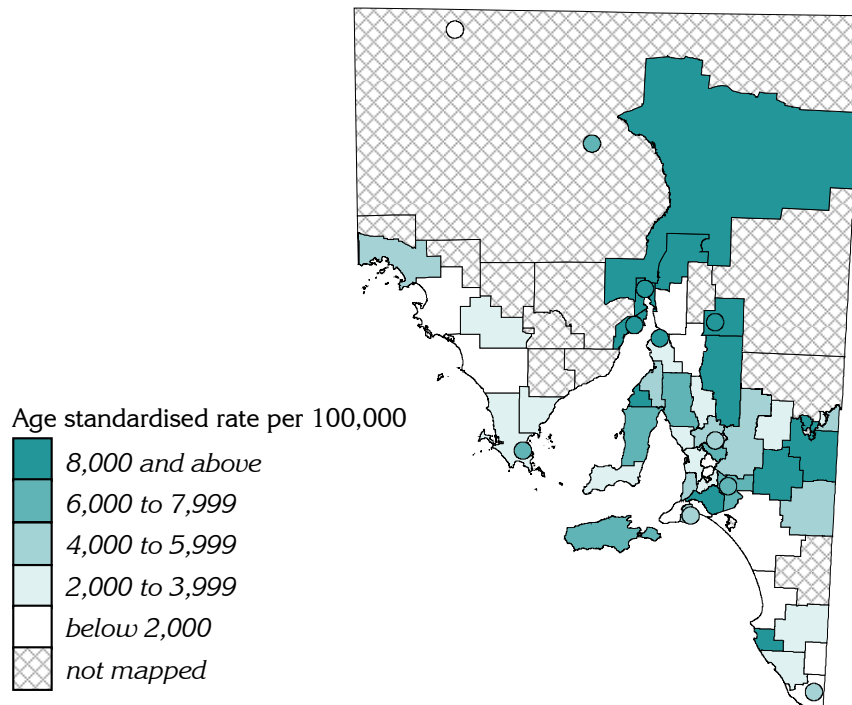 Age standardised rate per 100,000
8,000 and above
6,000 to 7,999
4,000 to 5,999
2,000 to 3,999
below 2,000
not mapped